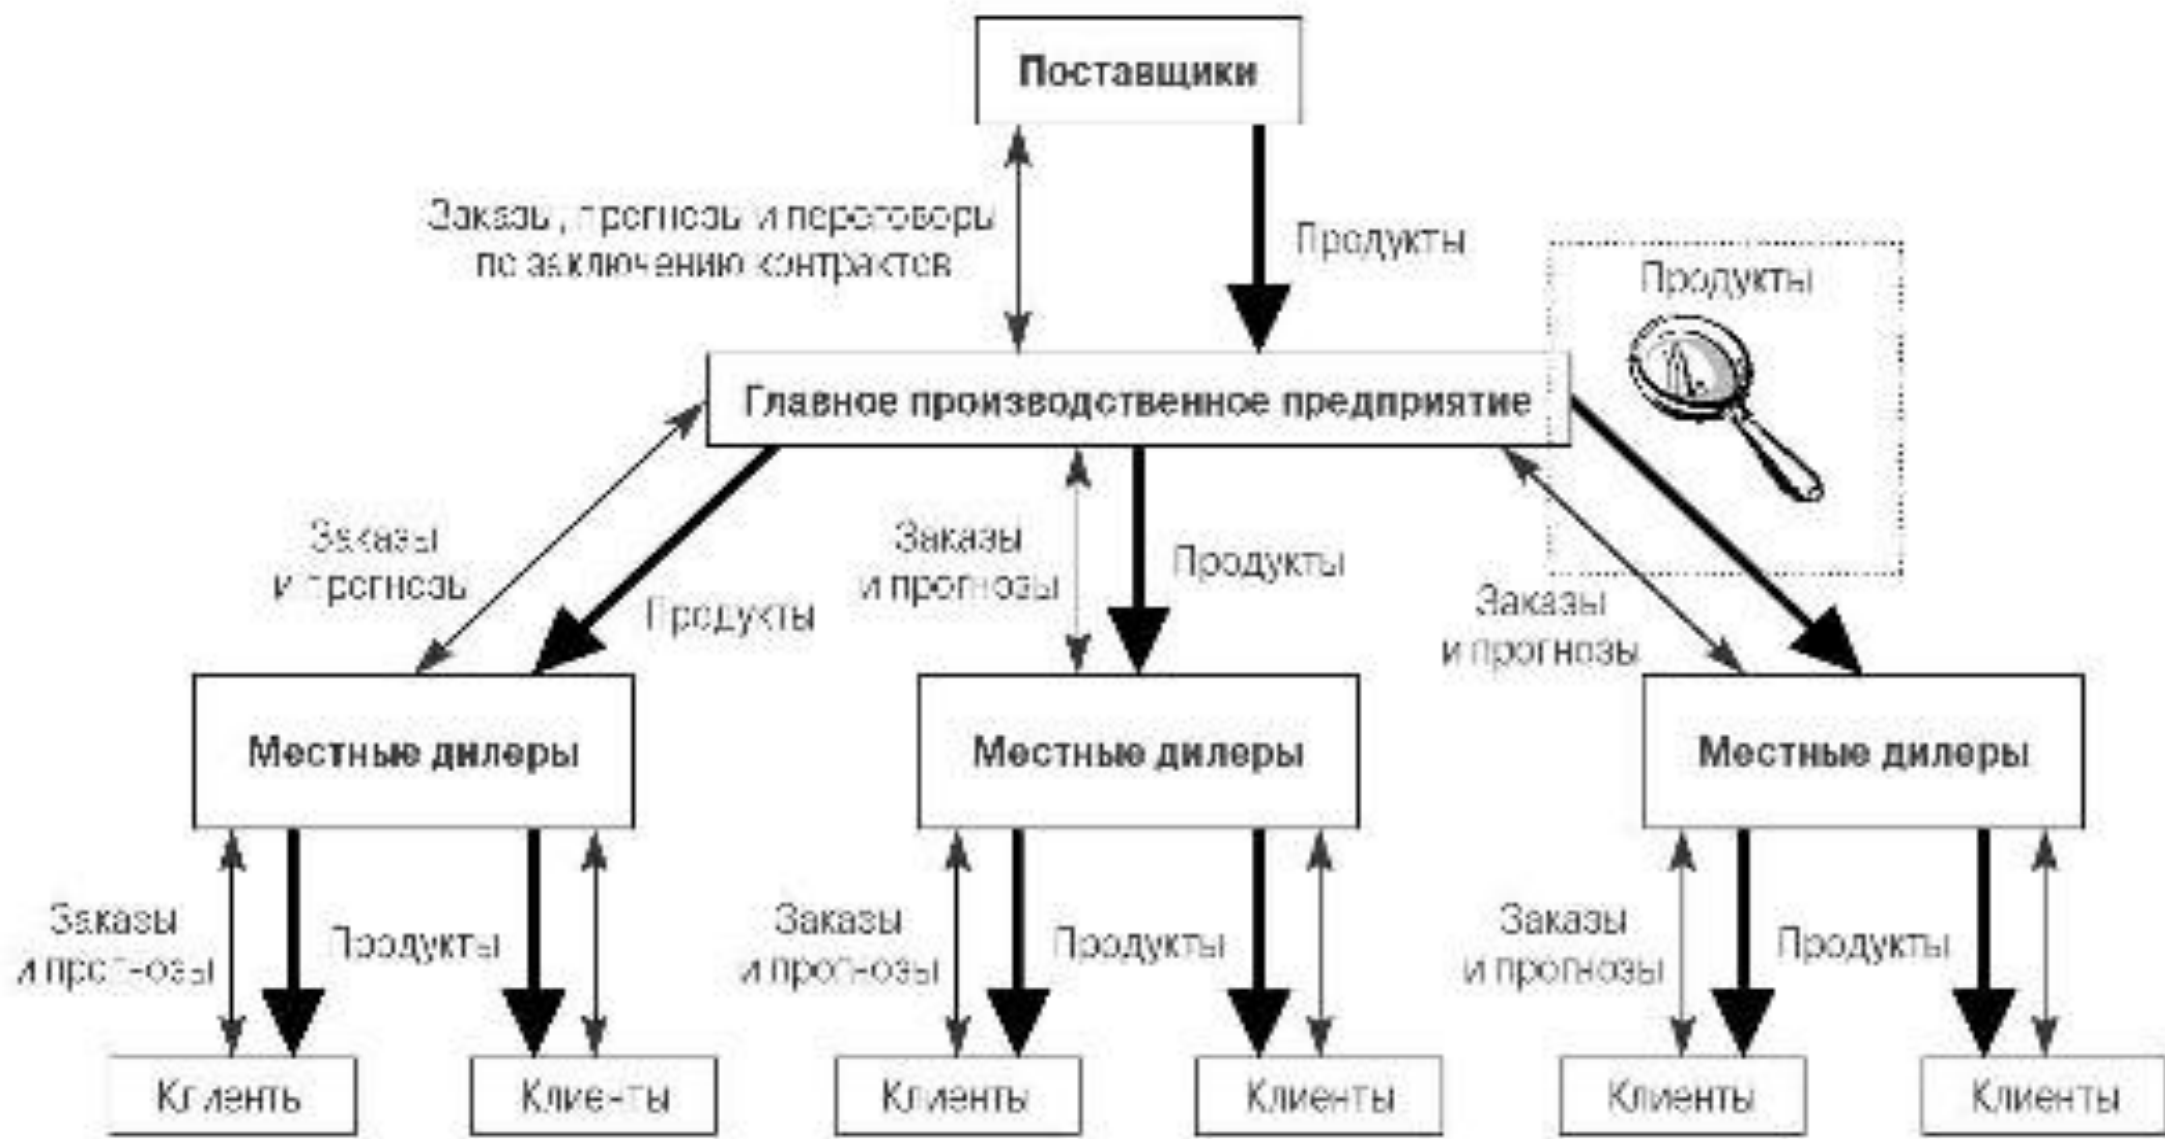 Поставщики
Заказы, прогнозы и переговоры
по заключению контрактов
Продукты
Продукты
Главное производственное предприятие
Заказы
и прогнозы
Продукты
Заказы
и прогнозы
Продукты
Заказы
и прогнозы
Местные дилеры
Местные дилеры
Местные дилеры
Заказы
и прогнозы
Продукты
Заказы
и прогнозы
Продукты
Заказы
и прогнозы
Продукты
Клиенты
Клиенты
Клиенты
Клиенты
Клиенты
Клиенты